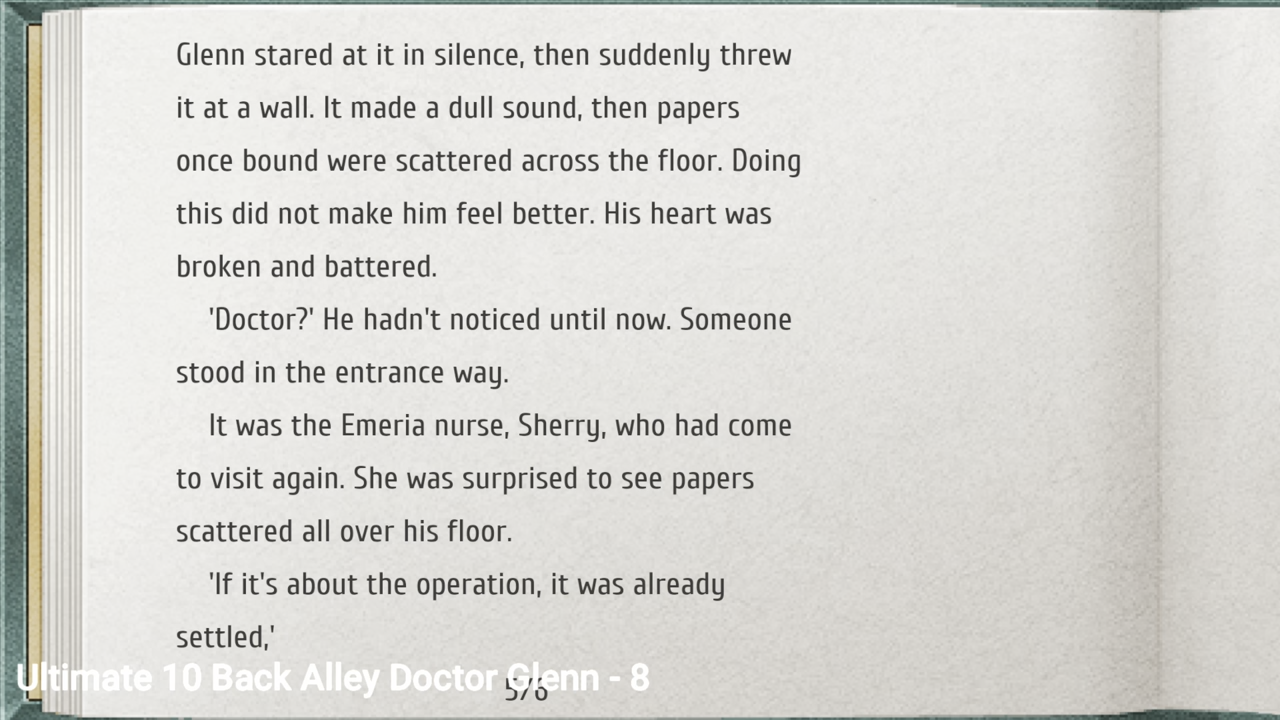 Glenn stared at it in silence, then suddenly threw
it at a wall. It made a dull sound, then papers
once bound were scattered across the floor. Doing
this did not make him feel better. His heart was
broken and battered.
'Doctor?' He hadn't noticed until now. Someone
stood in the entrance way.
It was the Emeria nurse, Sherry, who had come
to visit again. She was surprised to see papers
scattered all over his floor.
'If it's about the operation, it was already
settled,'
Ultimate 10 Back Alley Doctor Glenn - 8
5/6